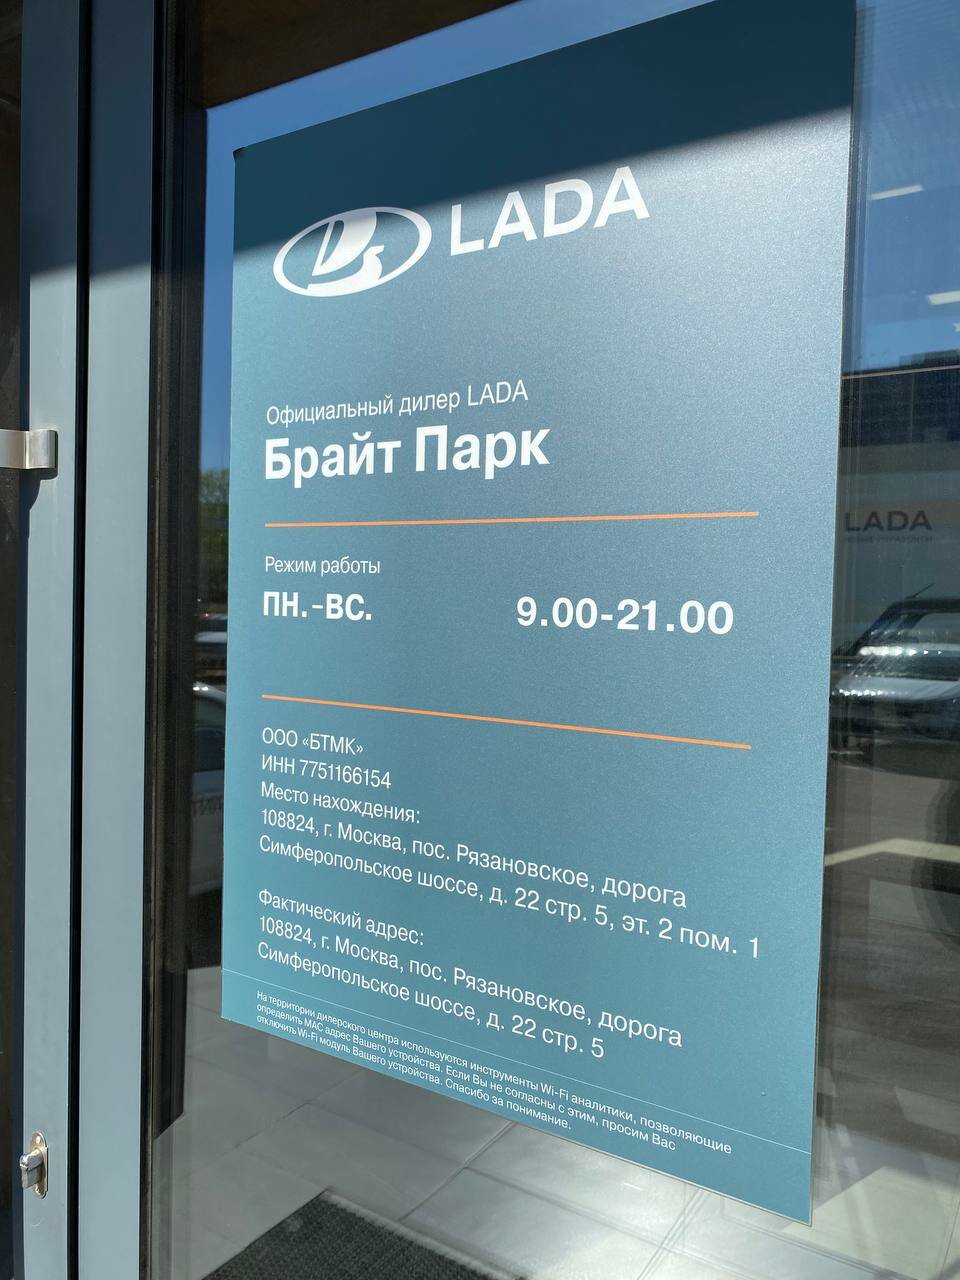 LADA
Официальный дилер LADA
Брайт Парк
Режим работы
ПН.-ВС. 9.00-21.00
ООО «БТМК»
ИНН 7751166154
Место нахождения:
108824, г. Москва, пос. Рязановское, дорога
Симферопольское шоссе, д. 22 стр. 5, эт. 2 пом. 1
Фактический адрес:
108824, г. Москва, пос. Рязановское, дорога
Симферопольское шоссе, д. 22 стр. 5
На территории дилерского центра используются инструменты Wi-Fi аналитики, позволяющие
определить MAC адрес Вашего устройства. Если Вы не согласны с этим, просим Вас
отключить Wi-Fi модуль Вашего устройства. Спасибо за понимание.
LADA